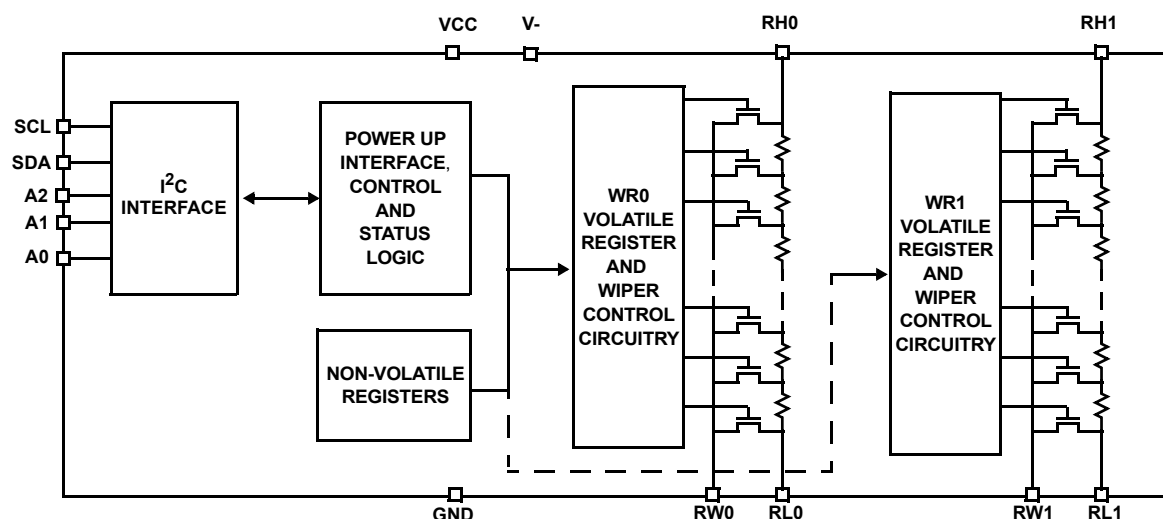 VCC
V-
RH0
RH1
SCL
SDA
A2
A1
A0
I²C
INTERFACE
POWER UP
INTERFACE,
CONTROL
AND
STATUS
LOGIC
NON-VOLATILE
REGISTERS
WR0
VOLATILE
REGISTER
AND
WIPER
CONTROL
CIRCUITRY
WR1
VOLATILE
REGISTER
AND
WIPER
CONTROL
CIRCUITRY
GND
RW0
RL0
RW1
RL1